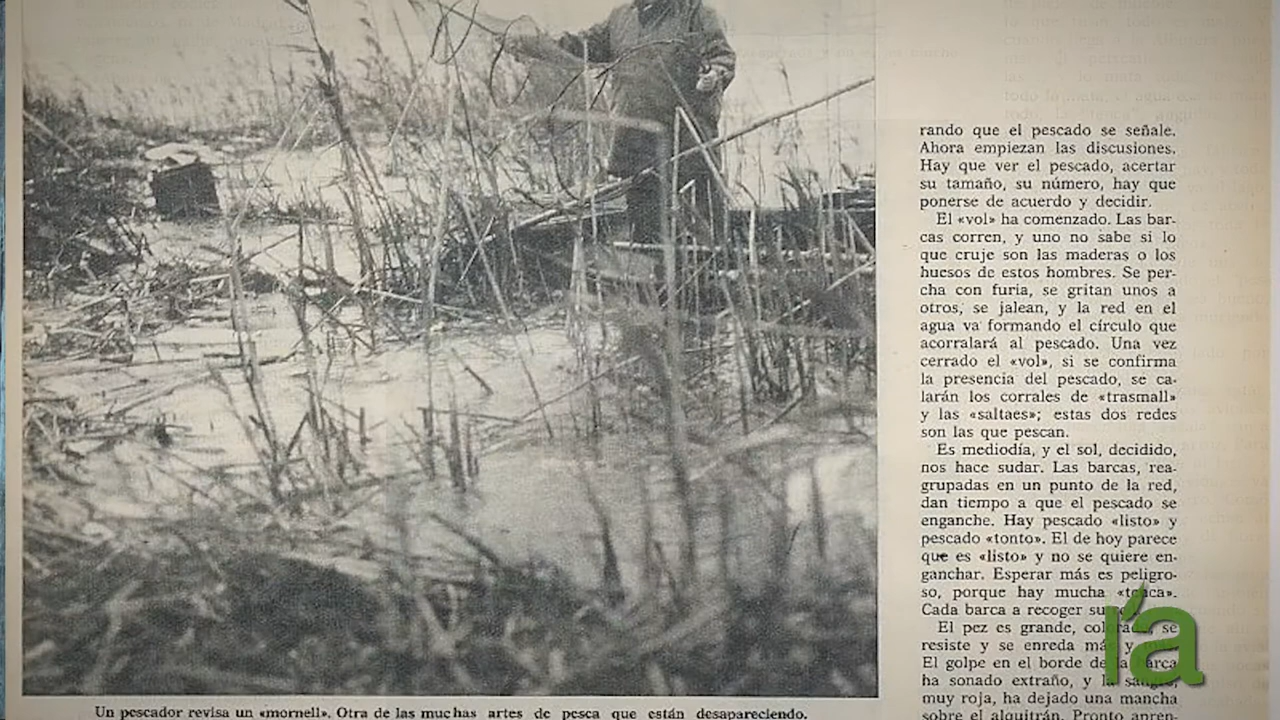 rando que el pescado se señale.
Ahora empiezan las discusiones.
Hay que ver el pescado, acertar
su tamaño, su número, hay que
ponerse de acuerdo y decidir.
El «vol» ha comenzado. Las bar-
cas corren, y uno no sabe si lo
que cruje son las maderas o los
huesos de estos hombres. Se per-
cha con furia, se gritan unos a
otros, se jalean, y la red en el
agua va formando el círculo que
acorralará al pescado. Una vez
cerrado el «vol», si se confirma
la presencia del pescado, se ca-
larán los corrales de «trasmall»
y las «saltaes»; estas dos redes
son las que pescan.
Es mediodía, y el sol, decidido,
nos hace sudar. Las barcas, rea-
grupadas en un punto de la red,
dan tiempo a que el pescado se
enganche. Hay pescado «listo» y
pescado «tonto». El de hoy parece
que es «listo» y no se quiere en-
ganchar. Esperar más es peligro-
so, porque hay mucha «tenca».
Cada barca a recoger su
El pez es grande, colorado, se
resiste y se enreda más y
El golpe en el borde de la barca
ha sonado extraño, y la sangre,
muy roja, ha dejado una mancha
sobre el alquitrán. Pronto apren-
Un pescador revisa un «mornell». Otra de las muchas artes de pesca que están desapareciendo.
l'a